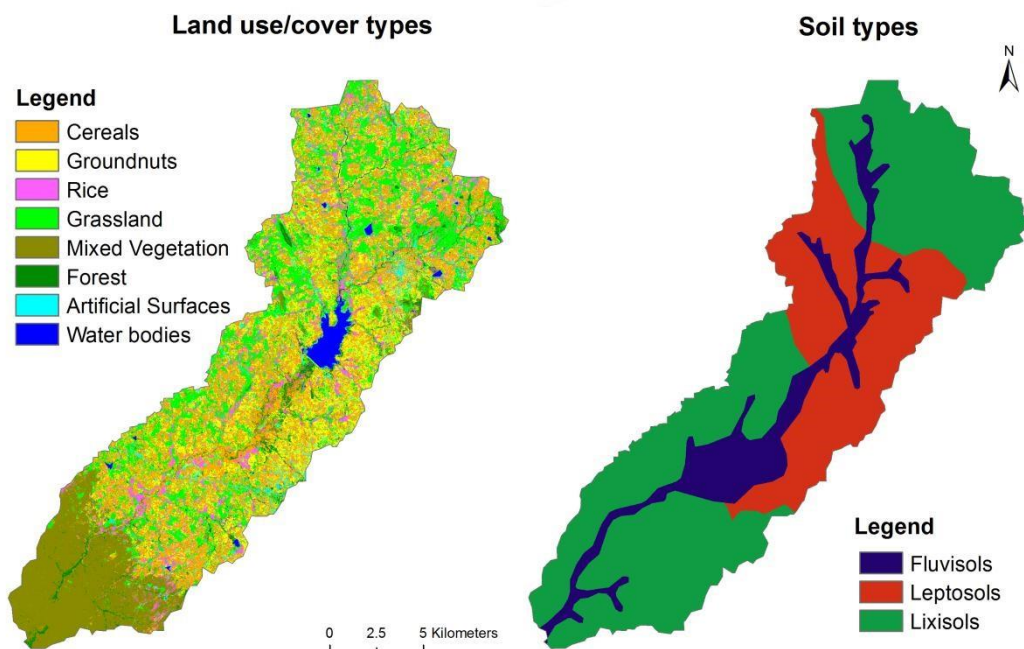 Land use/cover types
Legend
Cereals
Groundnuts
Rice
Grassland
Mixed Vegetation
Forest
Artificial Surfaces
Water bodies
0 2.5 5 Kilometers
Soil types
N
Legend
Fluvisols
Leptosols
Lixisols